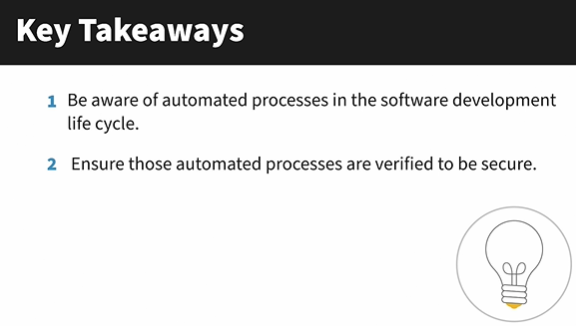 Key Takeaways
1 Be aware of automated processes in the software development
life cycle.
2 Ensure those automated processes are verified to be secure.